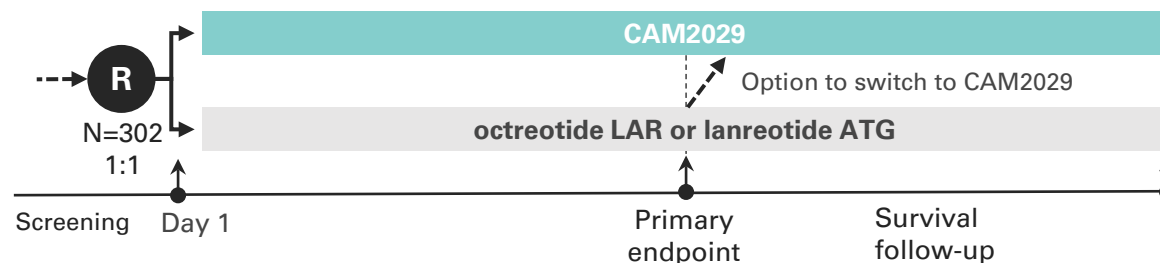 CAM2029
R
Option to switch to CAM2029
N=302
1:1
octreotide LAR or lanreotide ATG
Screening
Day 1
Primary
endpoint
Survival
follow-up